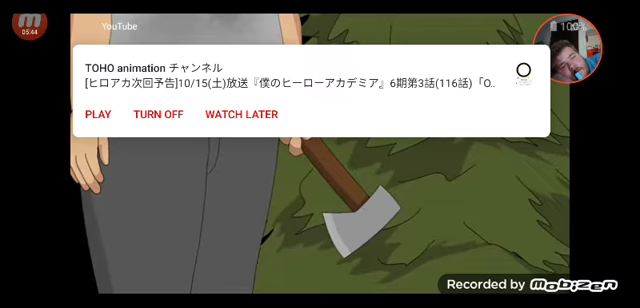 YouTube
100%
05:44
TOHO animation チャンネル
[ヒロアカ次回予告]10/15(土)放送『僕のヒーローアカデミア』6期第3話(116話)「O..
PLAY TURN OFF WATCH LATER
Recorded by mobizen